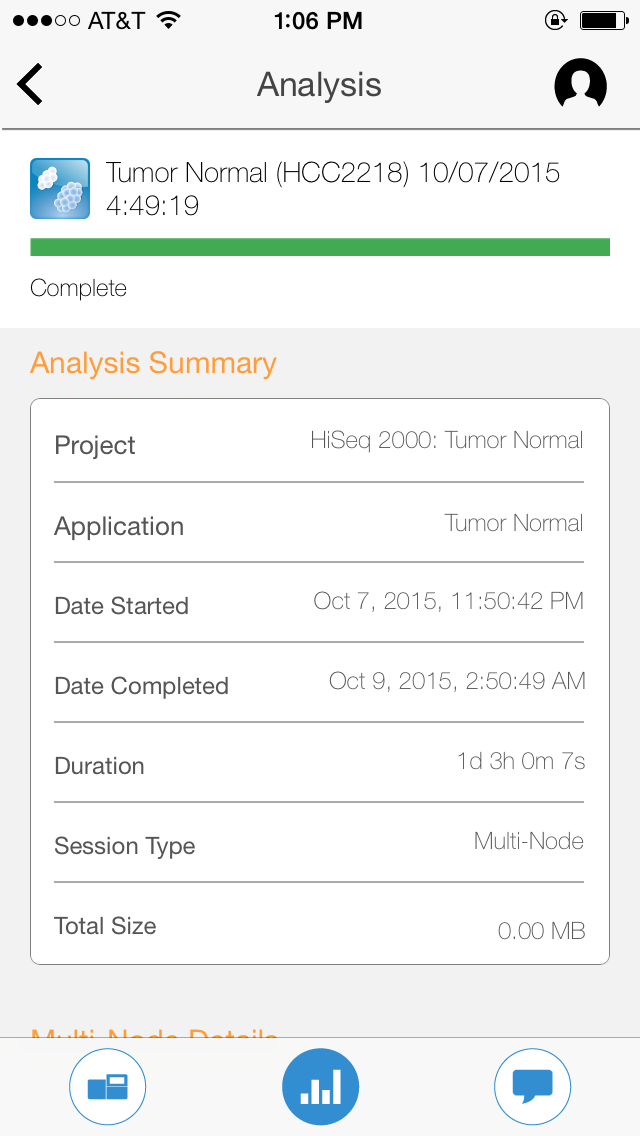 AT&T 1:06 PM
Analysis
Tumor Normal (HCC2218) 10/07/2015
4:49:19
Complete
Analysis Summary
Project HiSeq 2000: Tumor Normal
Application Tumor Normal
Date Started Oct 7, 2015, 11:50:42 PM
Date Completed Oct 9, 2015, 2:50:49 AM
Duration 1d 3h 0m 7s
Session Type Multi-Node
Total Size 0.00 MB
Multi-Node Details